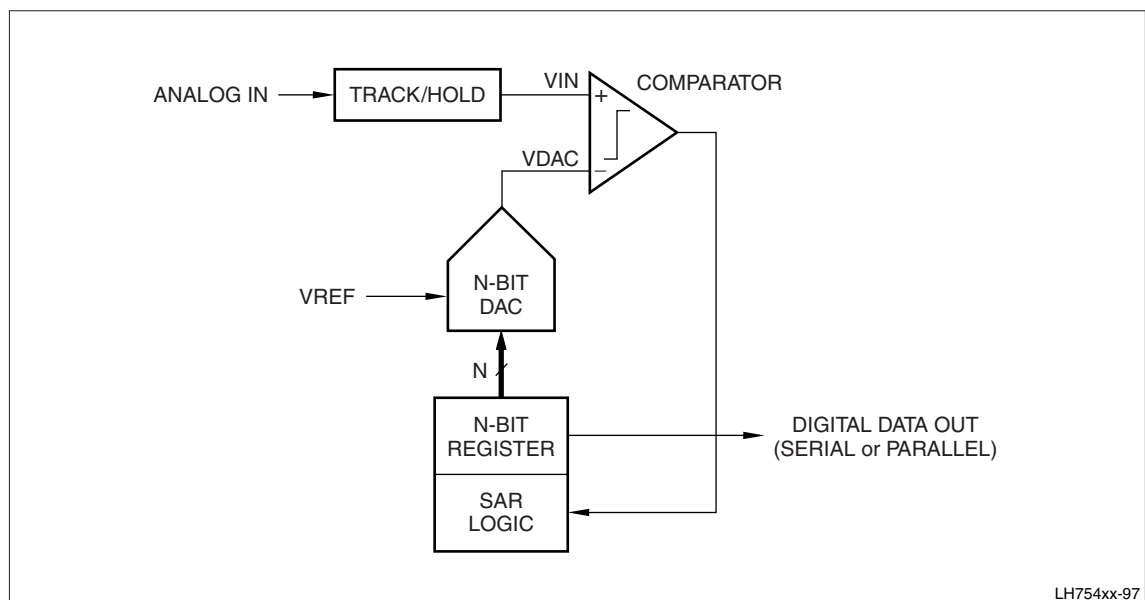 ANALOG IN
TRACK/HOLD
VIN
COMPARATOR
+
VDAC
−
N-BIT
DAC
VREF
N
N-BIT
REGISTER
DIGITAL DATA OUT
(SERIAL or PARALLEL)
SAR
LOGIC
LH754xx-97